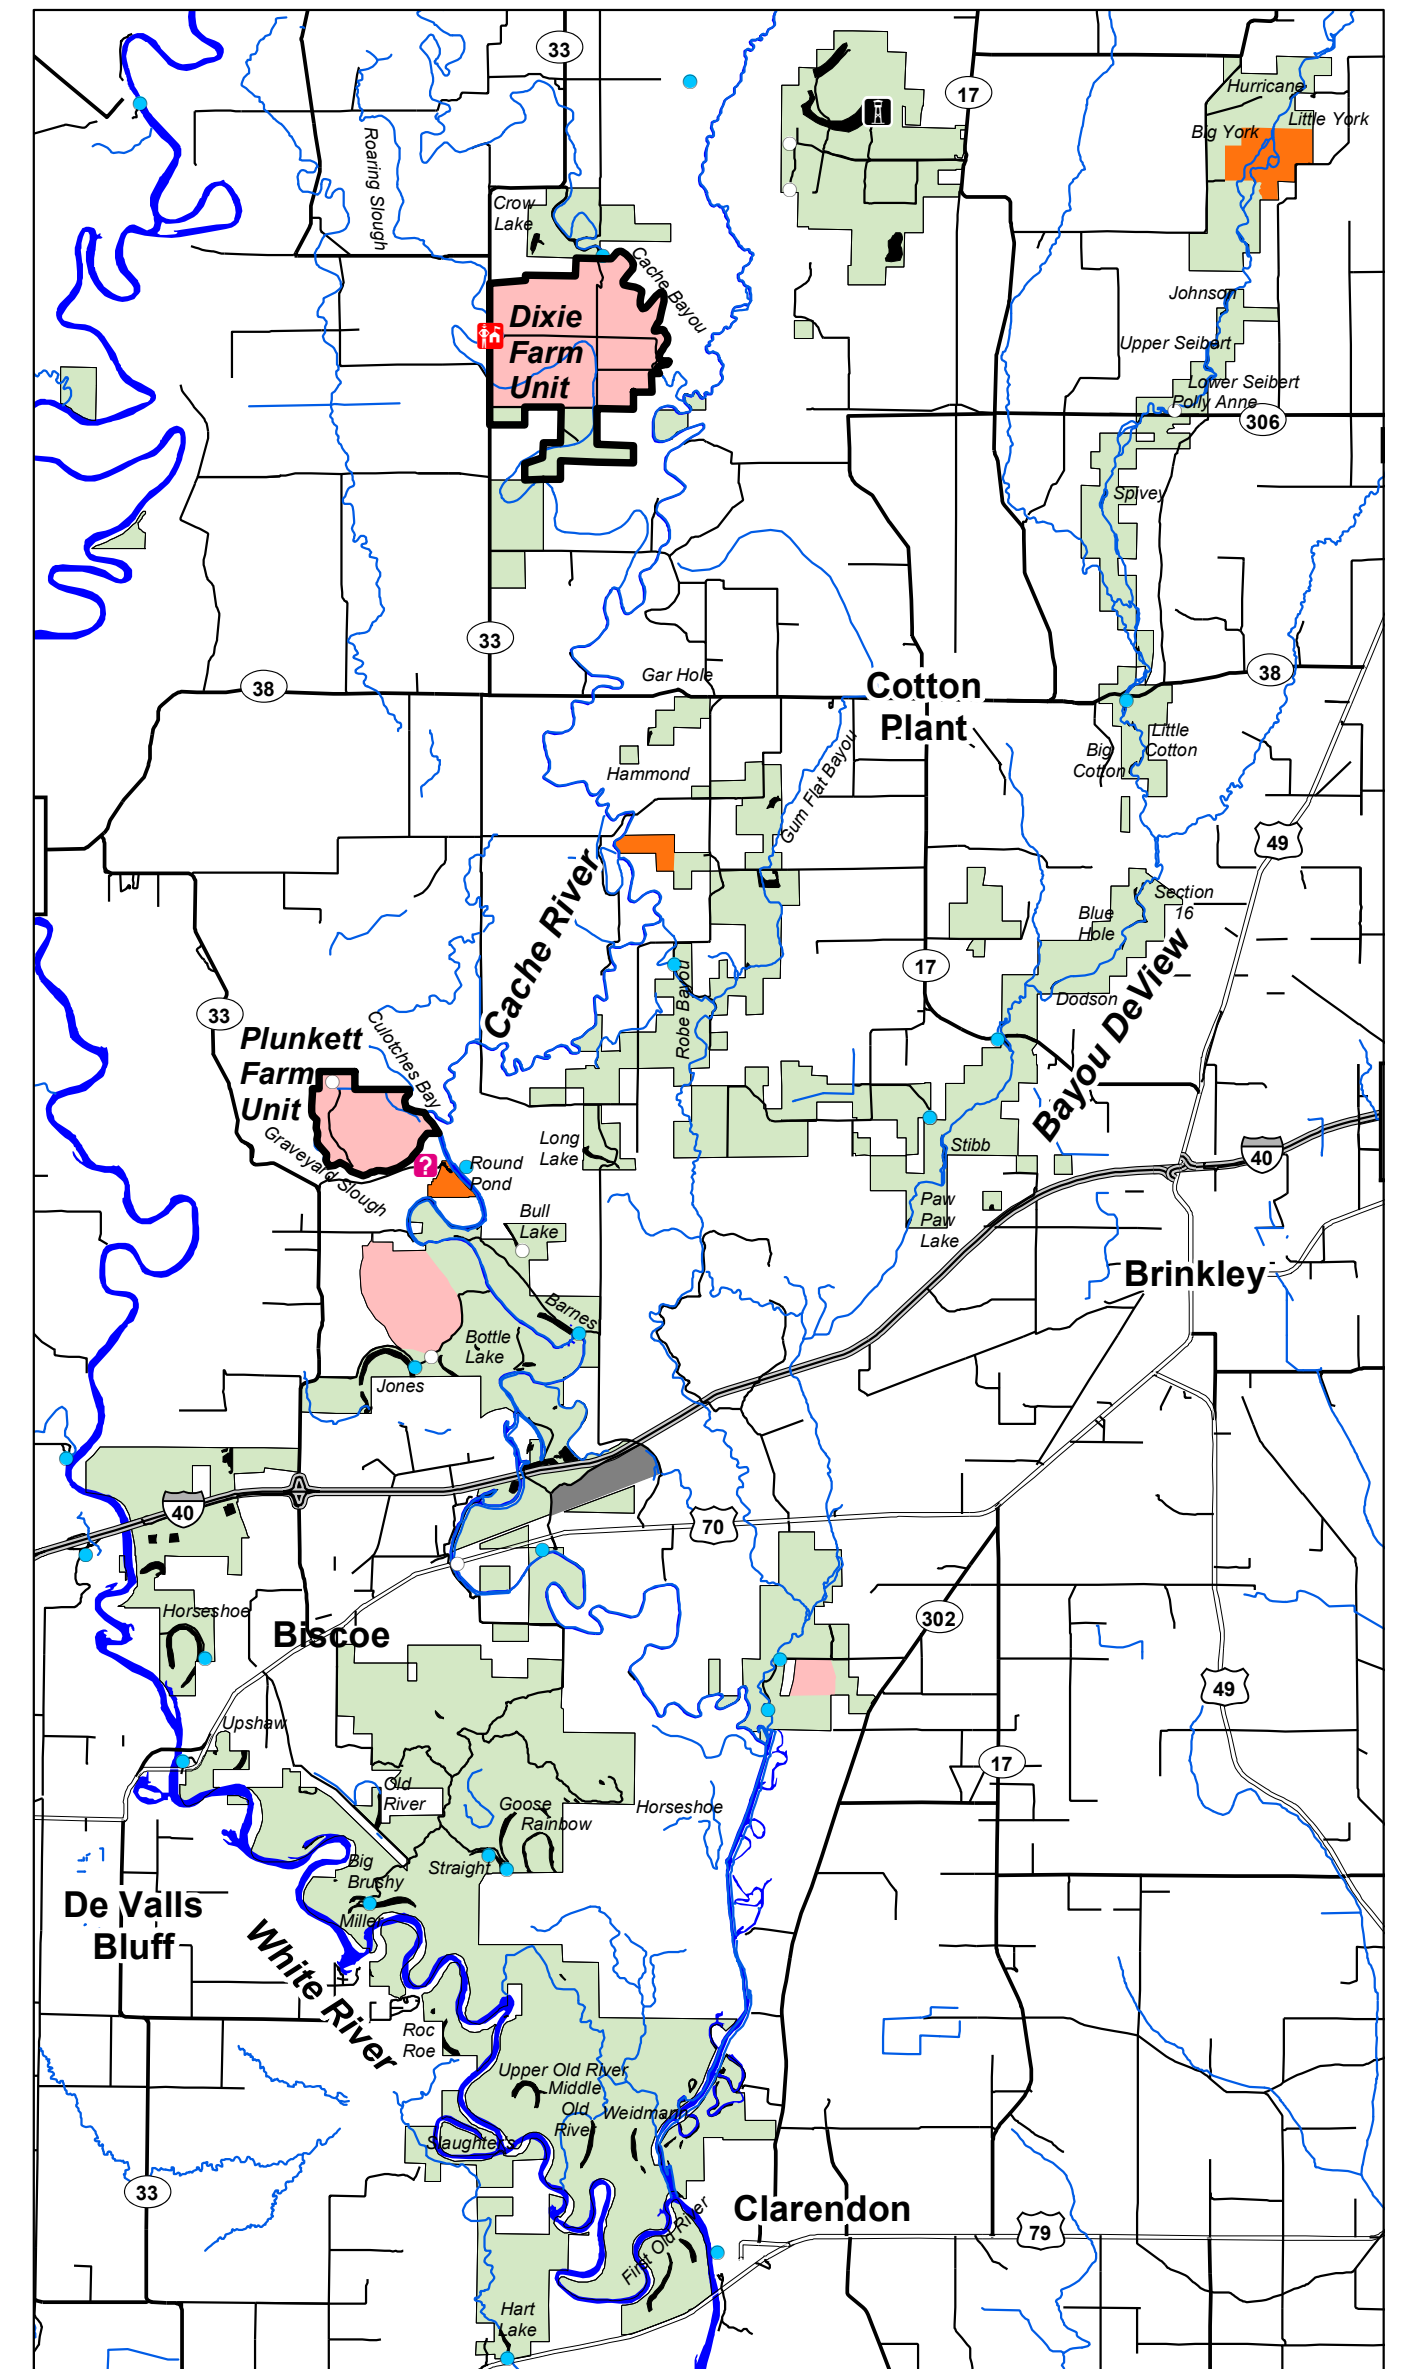 33
17
Hurricane
Little York
Big York
Roaring Slough
Crow
Lake
Cache Bayou
Dixie
Farm
Unit
Johnson
Upper Seibert
Lower Seibert
Polly Anne
306
Spivey
33
38
Gar Hole
38
Cotton
Plant
Little
Cotton
Big
Cotton
Hammond
Gum Flat Bayou
49
Cache River
Section
16
Blue
Hole
17
Dodson
Bayou DeView
Robe Bayou
33
Plunkett
Farm
Unit
Culotches Bay
Graveyard Slough
?
Round
Pond
Long
Lake
Stibb
40
Bull
Lake
Paw
Paw
Lake
Brinkley
Barnes
Bottle
Lake
Jones
40
70
Horseshoe
Biscoe
302
49
Upshaw
17
Old
River
Goose
Rainbow
Horseshoe
Straight
Big
Brushy
Miller
De Valls
Bluff
White River
Roc
Roe
Upper Old River
Middle
Old
River
Weidmann
Slaughter's
33
First Old River
Clarendon
79
Hart
Lake